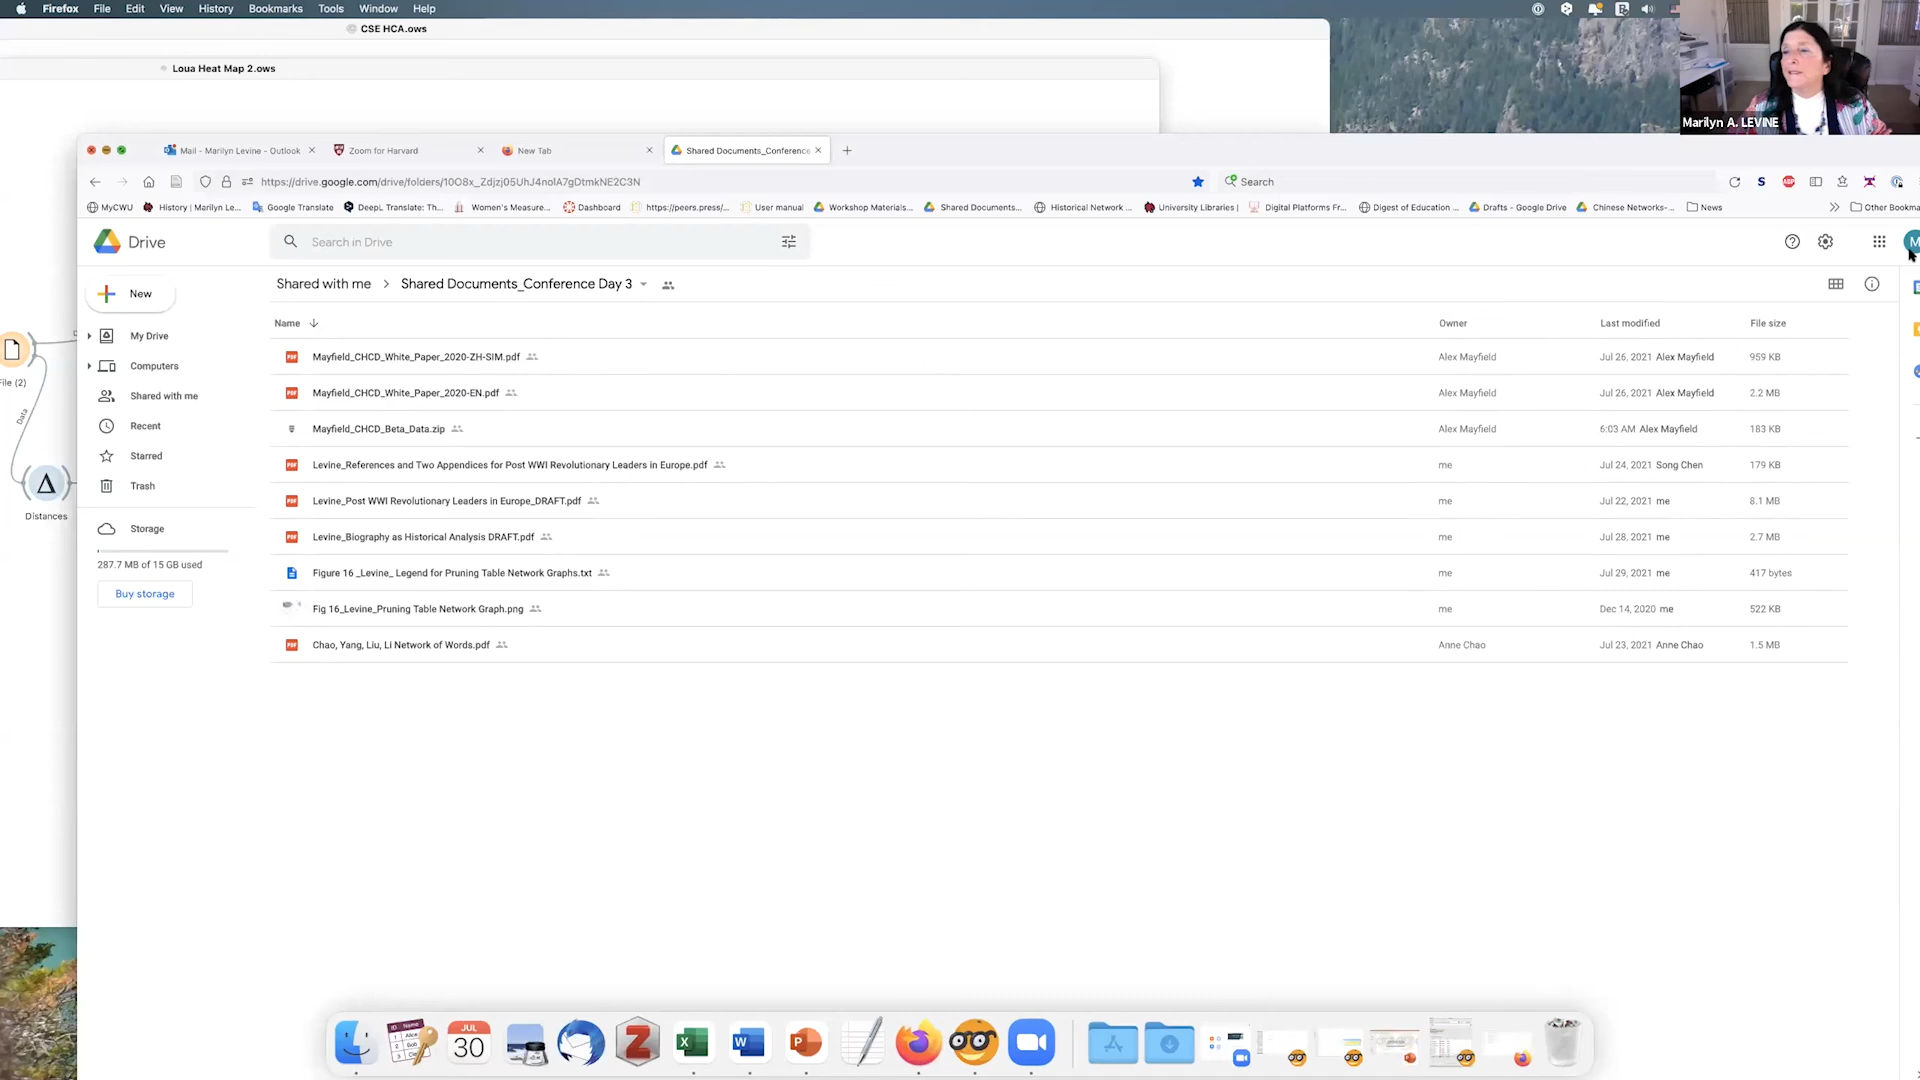 Firefox File Edit View History Bookmarks Tools Window Help
CSE HCA.ows
Loua Heat Map 2.ows
Marilyn A. LEVINE
Mail - Marilyn Levine - Outlook
Zoom for Harvard
New Tab
Shared Documents_Conference
https://drive.google.com/drive/folders/10O8x_Zdjzj05UhJ4nolA7gDtmkNE2C3N
Search
MyCWU
History | Marilyn Le...
Google Translate
DeepL Translate: Th...
Women's Measure...
Dashboard
https://peers.press/...
User manual
Workshop Materials...
Shared Documents...
Historical Network ...
University Libraries |
Digital Platforms Fr...
Digest of Education ...
Drafts - Google Drive
Chinese Networks-...
News
Other Bookma
Drive
Search in Drive
M
New
Shared with me > Shared Documents_Conference Day 3
Name Owner Last modified File size
My Drive
Computers
Shared with me
Recent
Starred
Trash
Storage
287.7 MB of 15 GB used
Buy storage
Mayfield_CHCD_White_Paper_2020-ZH-SIM.pdf Alex Mayfield Jul 26, 2021 Alex Mayfield 959 KB
Mayfield_CHCD_White_Paper_2020-EN.pdf Alex Mayfield Jul 26, 2021 Alex Mayfield 2.2 MB
Mayfield_CHCD_Beta_Data.zip Alex Mayfield 6:03 AM Alex Mayfield 183 KB
Levine_References and Two Appendices for Post WWI Revolutionary Leaders in Europe.pdf me Jul 24, 2021 Song Chen 179 KB
Levine_Post WWI Revolutionary Leaders in Europe_DRAFT.pdf me Jul 22, 2021 me 8.1 MB
Levine_Biography as Historical Analysis DRAFT.pdf me Jul 28, 2021 me 2.7 MB
Figure 16 _Levine_ Legend for Pruning Table Network Graphs.txt me Jul 29, 2021 me 417 bytes
Fig 16_Levine_Pruning Table Network Graph.png me Dec 14, 2020 me 522 KB
Chao, Yang, Liu, Li Network of Words.pdf Anne Chao Jul 23, 2021 Anne Chao 1.5 MB
File (2)
Data
Distances
JUL
30